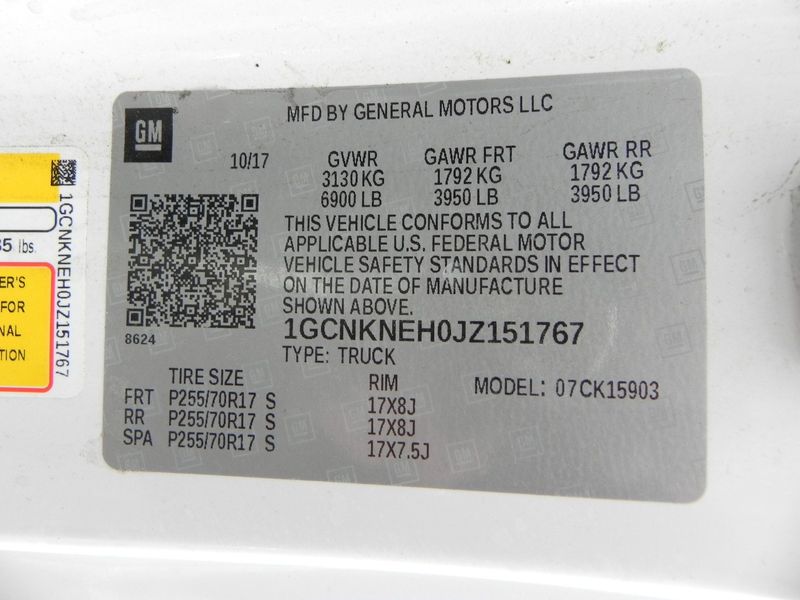 GM
MFD BY GENERAL MOTORS LLC
10/17
GVWR GAWR FRT GAWR RR
3130 KG 1792 KG 1792 KG
6900 LB 3950 LB 3950 LB
THIS VEHICLE CONFORMS TO ALL
APPLICABLE U.S. FEDERAL MOTOR
VEHICLE SAFETY STANDARDS IN EFFECT
ON THE DATE OF MANUFACTURE
SHOWN ABOVE.
8624
1GCNKNEH0JZ151767
TYPE: TRUCK
TIRE SIZE RIM MODEL: 07CK15903
FRT P255/70R17 S 17X8J
RR P255/70R17 S 17X8J
SPA P255/70R17 S 17X7.5J
1GCNKNEH0JZ151767
lbs.
ER'S
FOR
NAL
TION